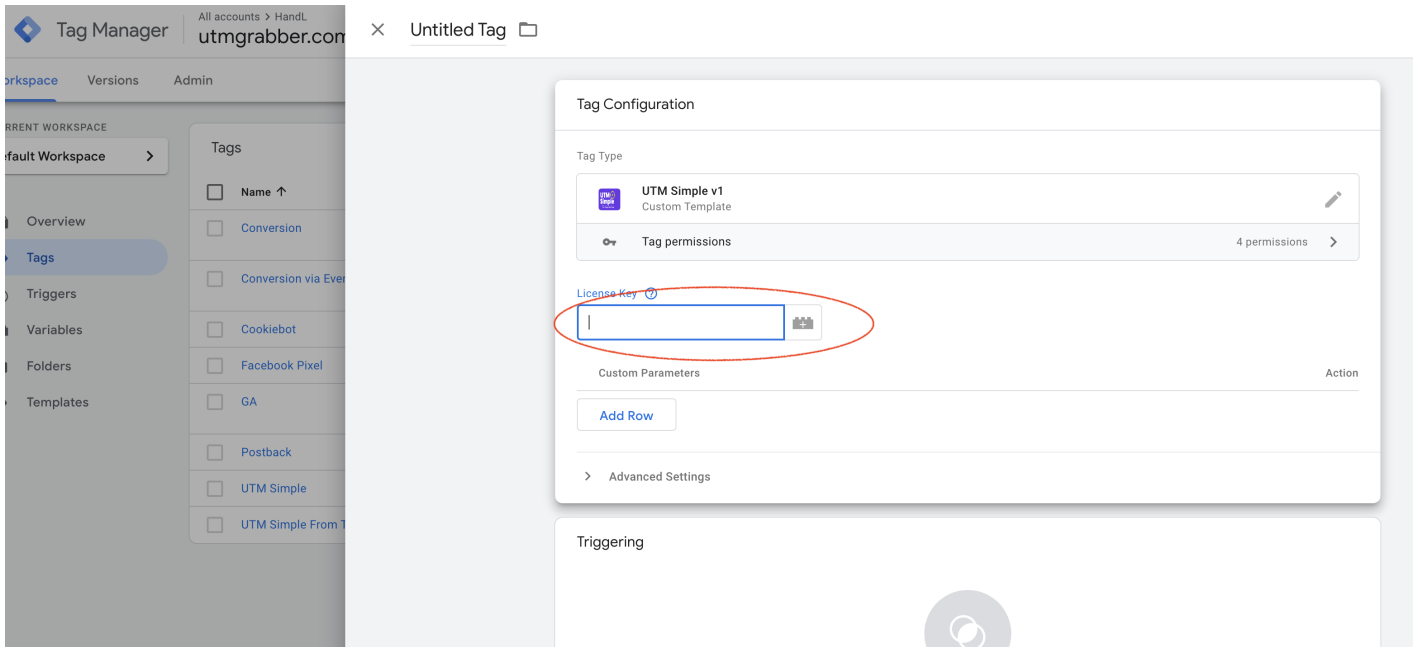 Tag Manager
All accounts > HandL
utmgrabber.com
Untitled Tag
orkspace
Versions
Admin
RRENT WORKSPACE
efault Workspace
Overview
Tags
Triggers
Variables
Folders
Templates
Tags
Name
Conversion
Conversion via Ever
Cookiebot
Facebook Pixel
GA
Postback
UTM Simple
UTM Simple From T
Tag Configuration
Tag Type
UTM Simple
UTM Simple v1
Custom Template
Tag permissions
4 permissions
License Key ?
Custom Parameters
Action
Add Row
Advanced Settings
Triggering